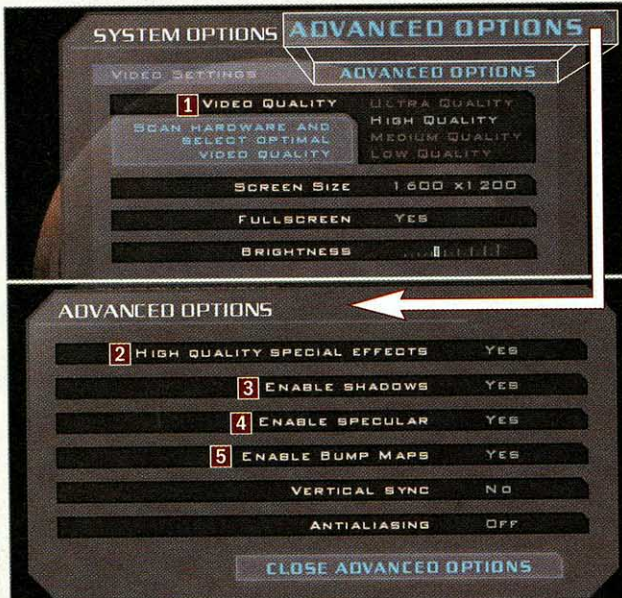 SYSTEM OPTIONS ADVANCED OPTIONS
VIDEO SETTINGS ADVANCED OPTIONS
1 VIDEO QUALITY ULTRA QUALITY
HIGH QUALITY
MEDIUM QUALITY
LOW QUALITY
SCAN HARDWARE AND
SELECT OPTIMAL
VIDEO QUALITY
SCREEN SIZE 1600 X1200
FULLSCREEN YES
BRIGHTNESS
ADVANCED OPTIONS
2 HIGH QUALITY SPECIAL EFFECTS YES
3 ENABLE SHADOWS YES
4 ENABLE SPECULAR YES
5 ENABLE BUMP MAPS YES
VERTICAL SYNC NO
ANTIALIASING OFF
CLOSE ADVANCED OPTIONS